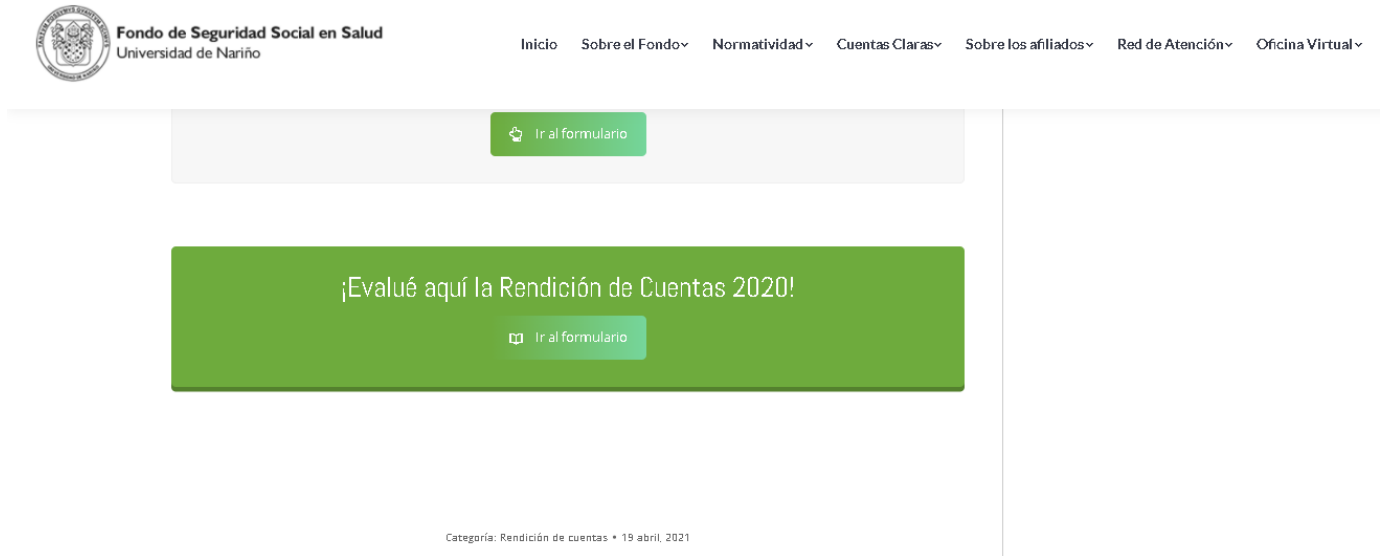 Fondo de Seguridad Social en Salud
Universidad de Nariño
Inicio Sobre el Fondo Normatividad Cuentas Claras Sobre los afiliados Red de Atención Oficina Virtual
Ir al formulario
¡Evalué aquí la Rendición de Cuentas 2020!
Ir al formulario
Categoría: Rendición de cuentas • 19 abril, 2021